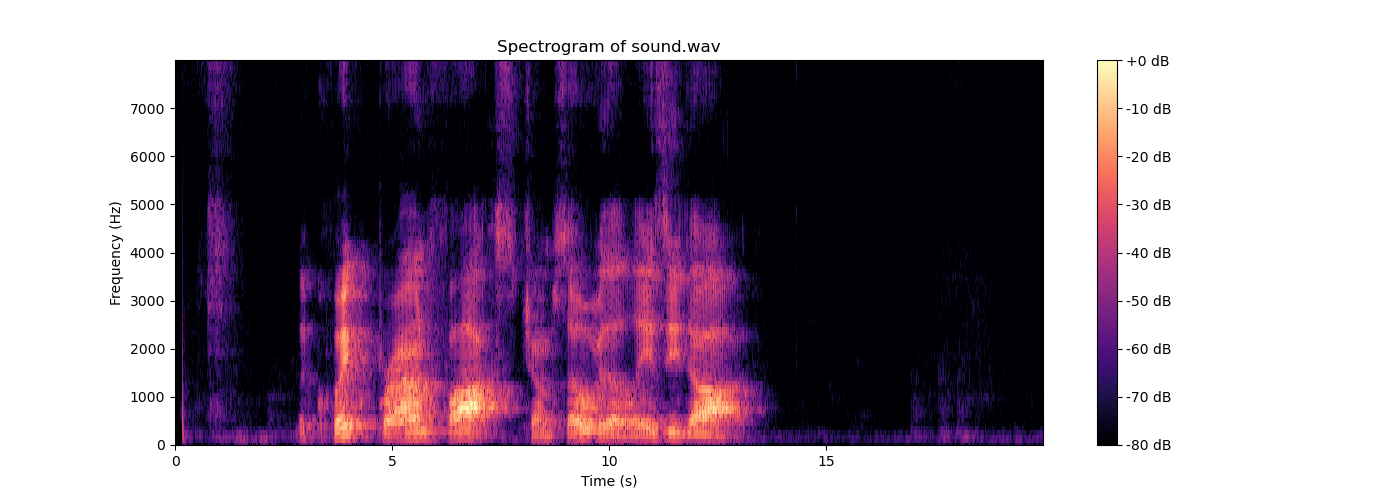 Spectrogram of sound.wav
Frequency (Hz)
7000
6000
5000
4000
3000
2000
1000
0
0
5
10
15
Time (s)
+0 dB
-10 dB
-20 dB
-30 dB
-40 dB
-50 dB
-60 dB
-70 dB
-80 dB